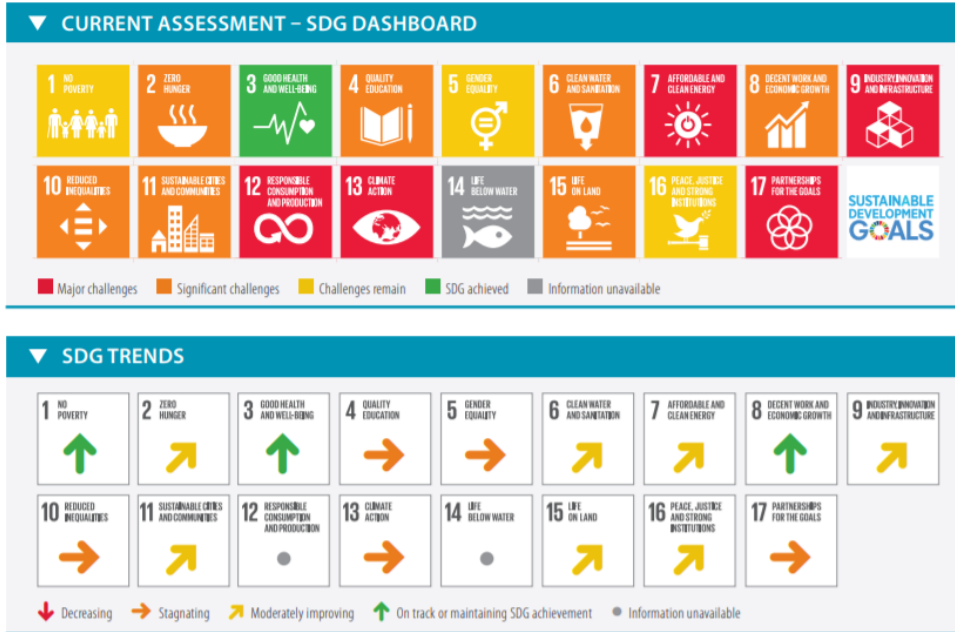 ▼ CURRENT ASSESSMENT – SDG DASHBOARD
1 NO POVERTY
2 ZERO HUNGER
3 GOOD HEALTH AND WELL-BEING
4 QUALITY EDUCATION
5 GENDER EQUALITY
6 CLEAN WATER AND SANITATION
7 AFFORDABLE AND CLEAN ENERGY
8 DECENT WORK AND ECONOMIC GROWTH
9 INDUSTRY, INNOVATION AND INFRASTRUCTURE
10 REDUCED INEQUALITIES
11 SUSTAINABLE CITIES AND COMMUNITIES
12 RESPONSIBLE CONSUMPTION AND PRODUCTION
13 CLIMATE ACTION
14 LIFE BELOW WATER
15 LIFE ON LAND
16 PEACE, JUSTICE AND STRONG INSTITUTIONS
17 PARTNERSHIPS FOR THE GOALS
SUSTAINABLE
DEVELOPMENT
GOALS
Major challenges Significant challenges Challenges remain SDG achieved Information unavailable
▼ SDG TRENDS
1 NO POVERTY
2 ZERO HUNGER
3 GOOD HEALTH AND WELL-BEING
4 QUALITY EDUCATION
5 GENDER EQUALITY
6 CLEAN WATER AND SANITATION
7 AFFORDABLE AND CLEAN ENERGY
8 DECENT WORK AND ECONOMIC GROWTH
9 INDUSTRY, INNOVATION AND INFRASTRUCTURE
10 REDUCED INEQUALITIES
11 SUSTAINABLE CITIES AND COMMUNITIES
12 RESPONSIBLE CONSUMPTION AND PRODUCTION
13 CLIMATE ACTION
14 LIFE BELOW WATER
15 LIFE ON LAND
16 PEACE, JUSTICE AND STRONG INSTITUTIONS
17 PARTNERSHIPS FOR THE GOALS
Decreasing Stagnating Moderately improving On track or maintaining SDG achievement Information unavailable